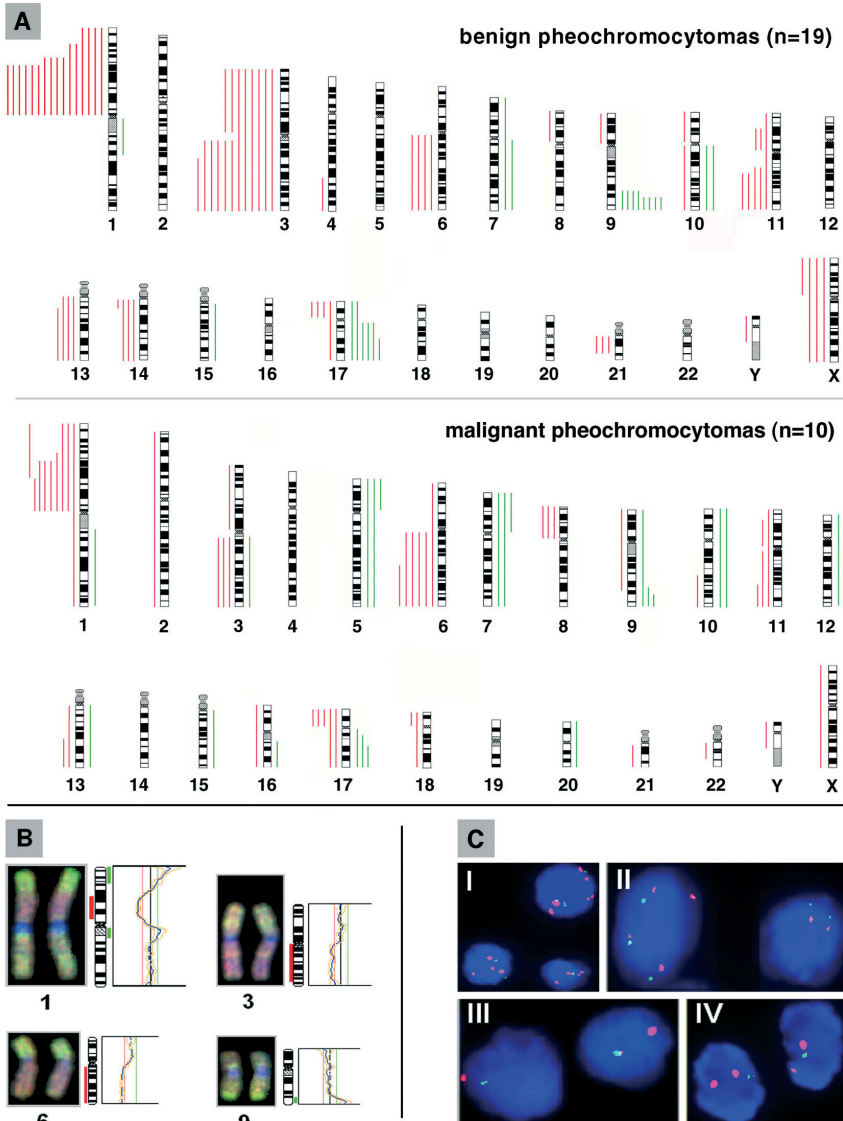 A
benign pheochromocytomas (n=19)
1 2 3 4 5 6 7 8 9 10 11 12
13 14 15 16 17 18 19 20 21 22 Y X
malignant pheochromocytomas (n=10)
1 2 3 4 5 6 7 8 9 10 11 12
13 14 15 16 17 18 19 20 21 22 Y X
B
C
I II
1 3
III IV
6 9